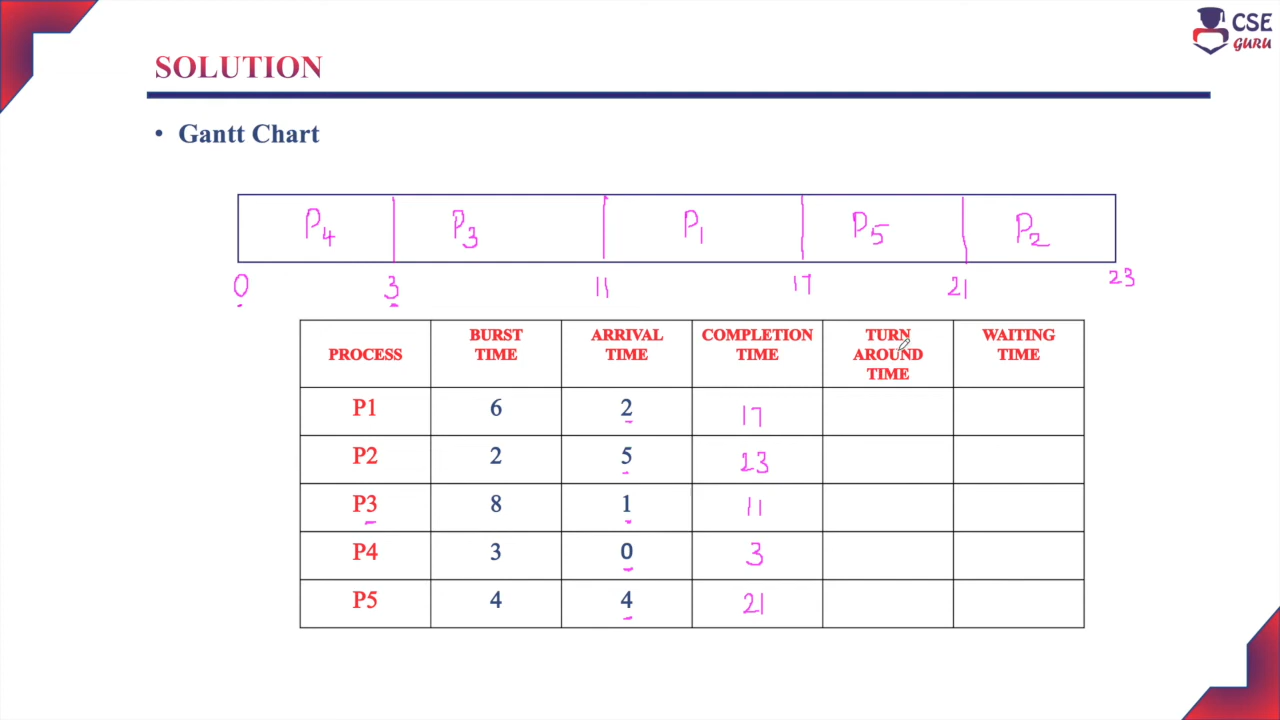 CSE
GURU
SOLUTION
• Gantt Chart
P4 P3 P1 P5 P2
0 3 11 17 21 23
PROCESS BURST TIME ARRIVAL TIME COMPLETION TIME TURN AROUND TIME WAITING TIME
P1 6 2 17
P2 2 5 23
P3 8 1 11
P4 3 0 3
P5 4 4 21